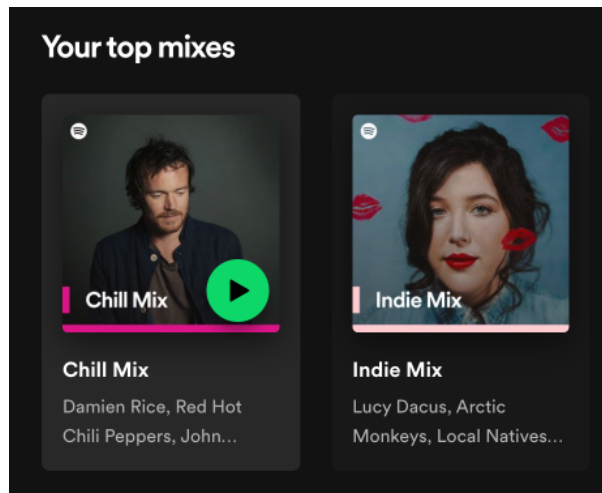 Your top mixes
Chill Mix
Indie Mix
Chill Mix
Damien Rice, Red Hot
Chili Peppers, John...
Indie Mix
Lucy Dacus, Arctic
Monkeys, Local Natives...